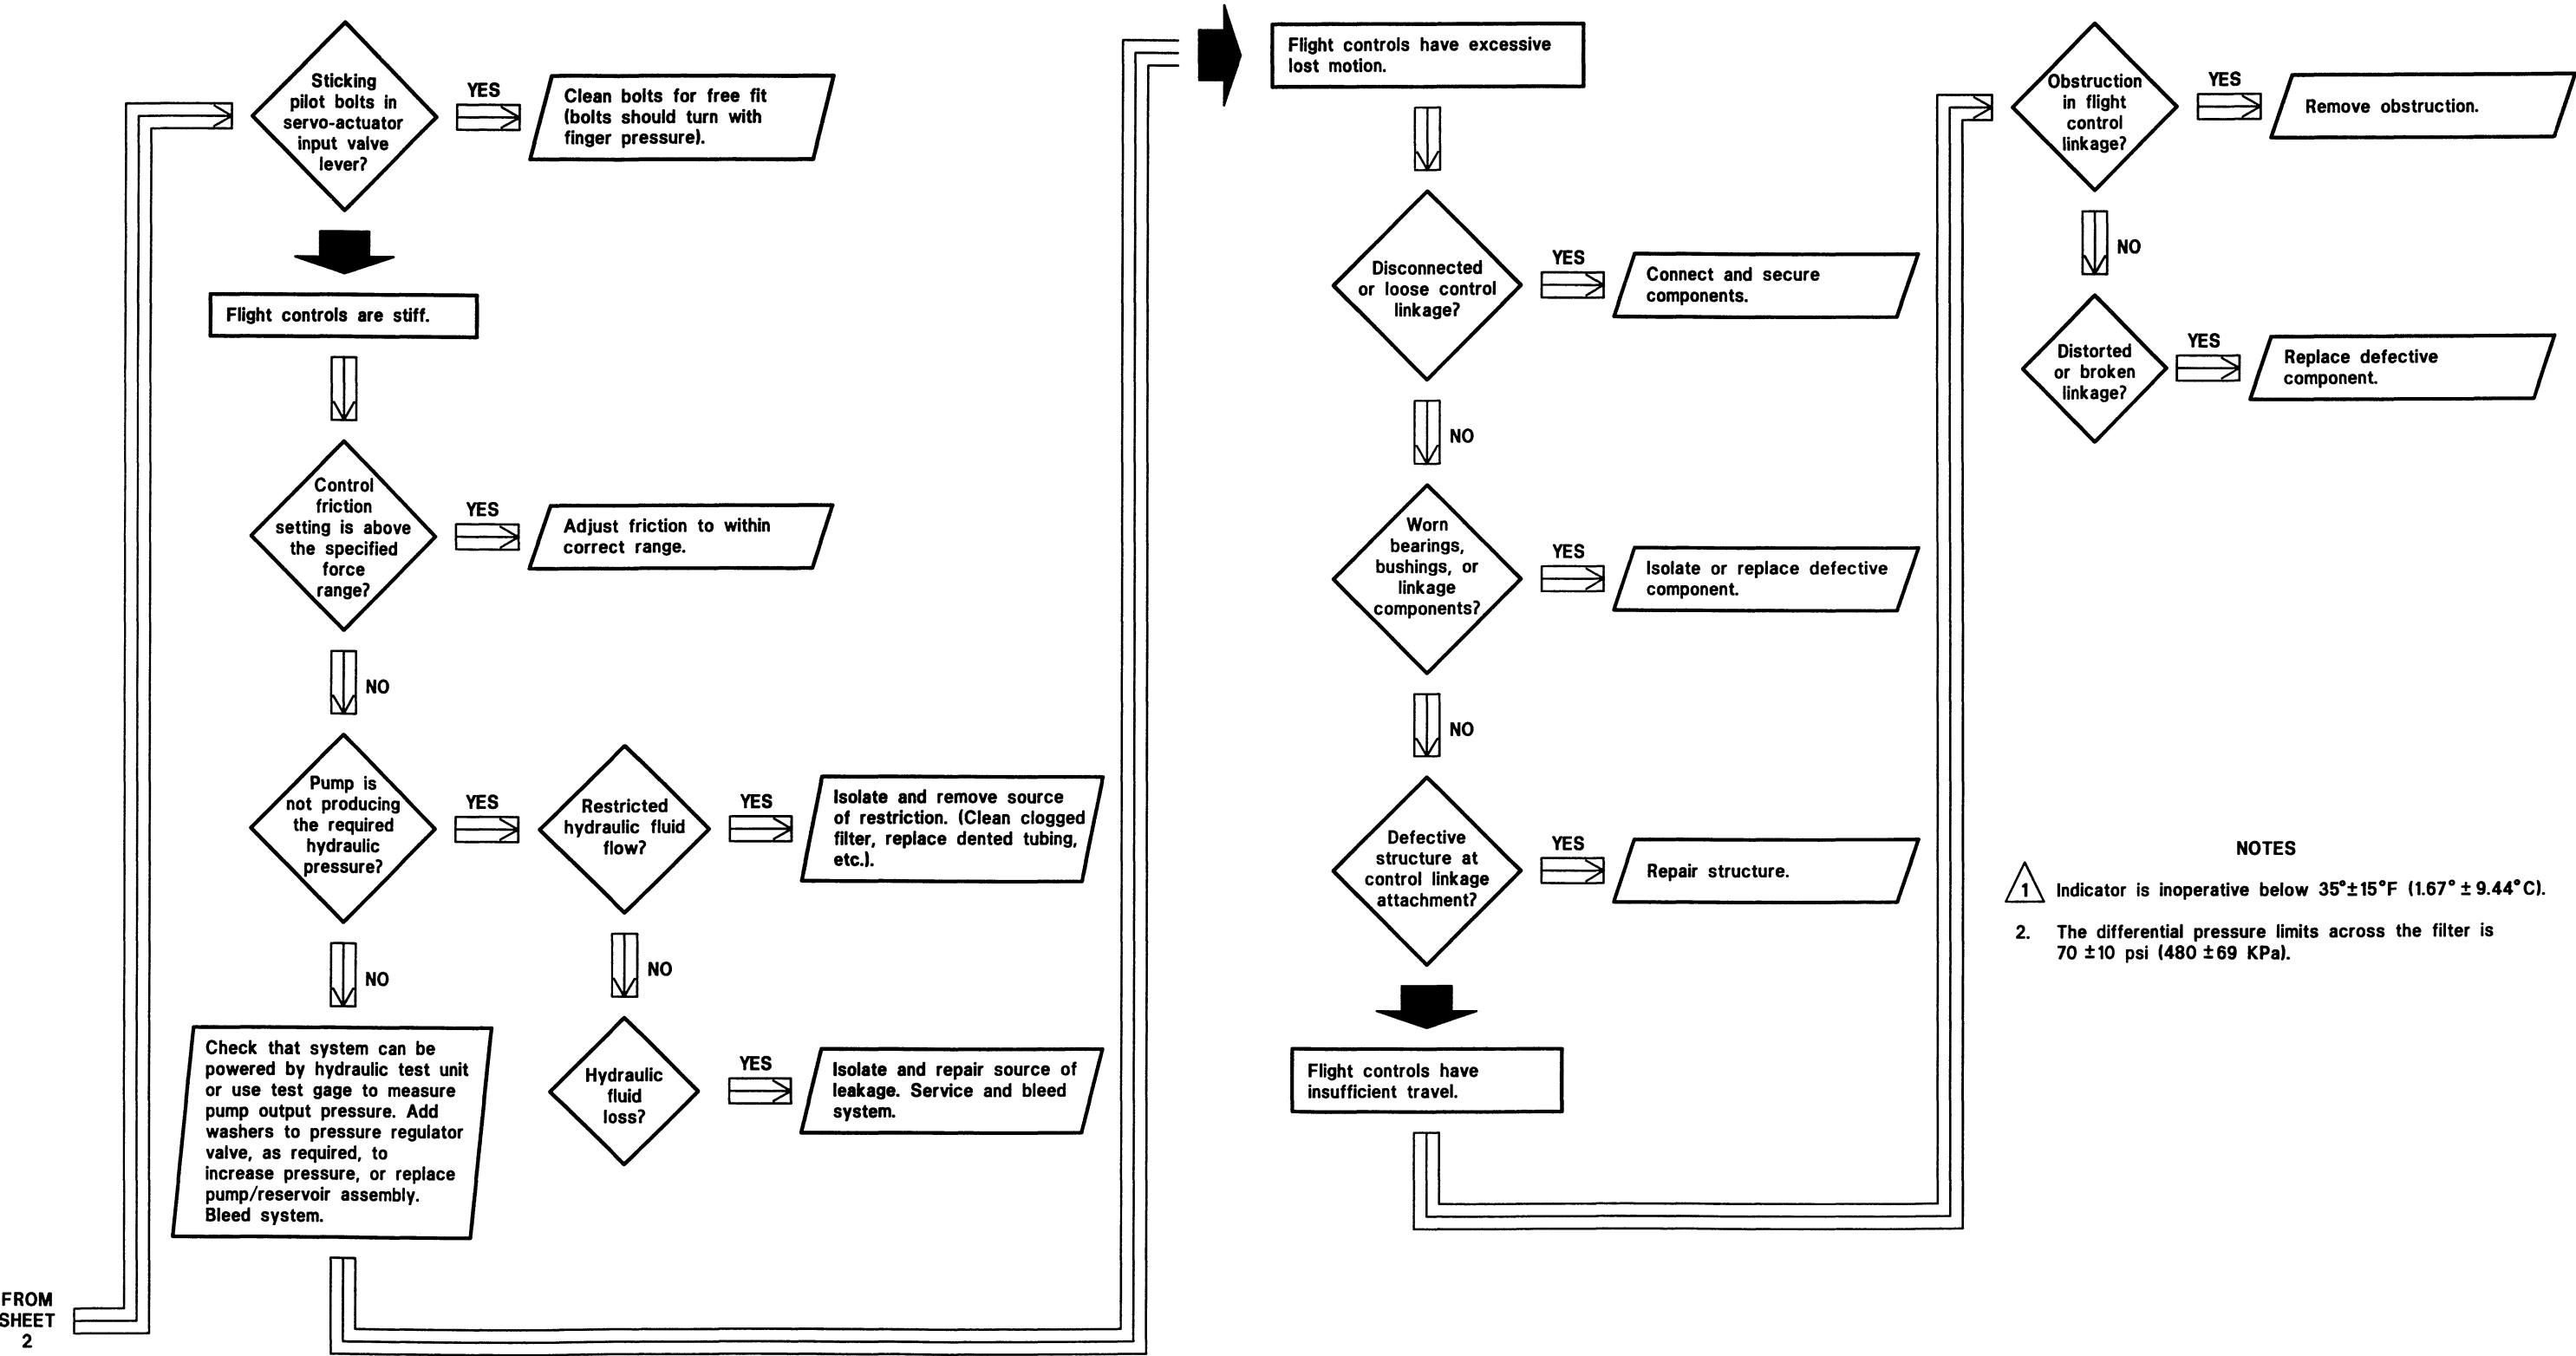 Sticking
pilot bolts in
servo-actuator
input valve
lever?
YES
Clean bolts for free fit
(bolts should turn with
finger pressure).
Flight controls are stiff.
Control
friction
setting is above
the specified
force
range?
YES
Adjust friction to within
correct range.
NO
Pump is
not producing
the required
hydraulic
pressure?
YES
Restricted
hydraulic fluid
flow?
YES
Isolate and remove source
of restriction. (Clean clogged
filter, replace dented tubing,
etc.).
NO
NO
Check that system can be
powered by hydraulic test unit
or use test gage to measure
pump output pressure. Add
washers to pressure regulator
valve, as required, to
increase pressure, or replace
pump/reservoir assembly.
Bleed system.
Hydraulic
fluid
loss?
YES
Isolate and repair source of
leakage. Service and bleed
system.
FROM
SHEET
2
Flight controls have excessive
lost motion.
Disconnected
or loose control
linkage?
YES
Connect and secure
components.
NO
Worn
bearings,
bushings, or
linkage
components?
YES
Isolate or replace defective
component.
NO
Defective
structure at
control linkage
attachment?
YES
Repair structure.
Flight controls have
insufficient travel.
Obstruction
in flight
control
linkage?
YES
Remove obstruction.
NO
Distorted
or broken
linkage?
YES
Replace defective
component.
NOTES
1 Indicator is inoperative below 35°±15°F (1.67° ± 9.44°C).
2. The differential pressure limits across the filter is
70 ±10 psi (480 ±69 KPa).